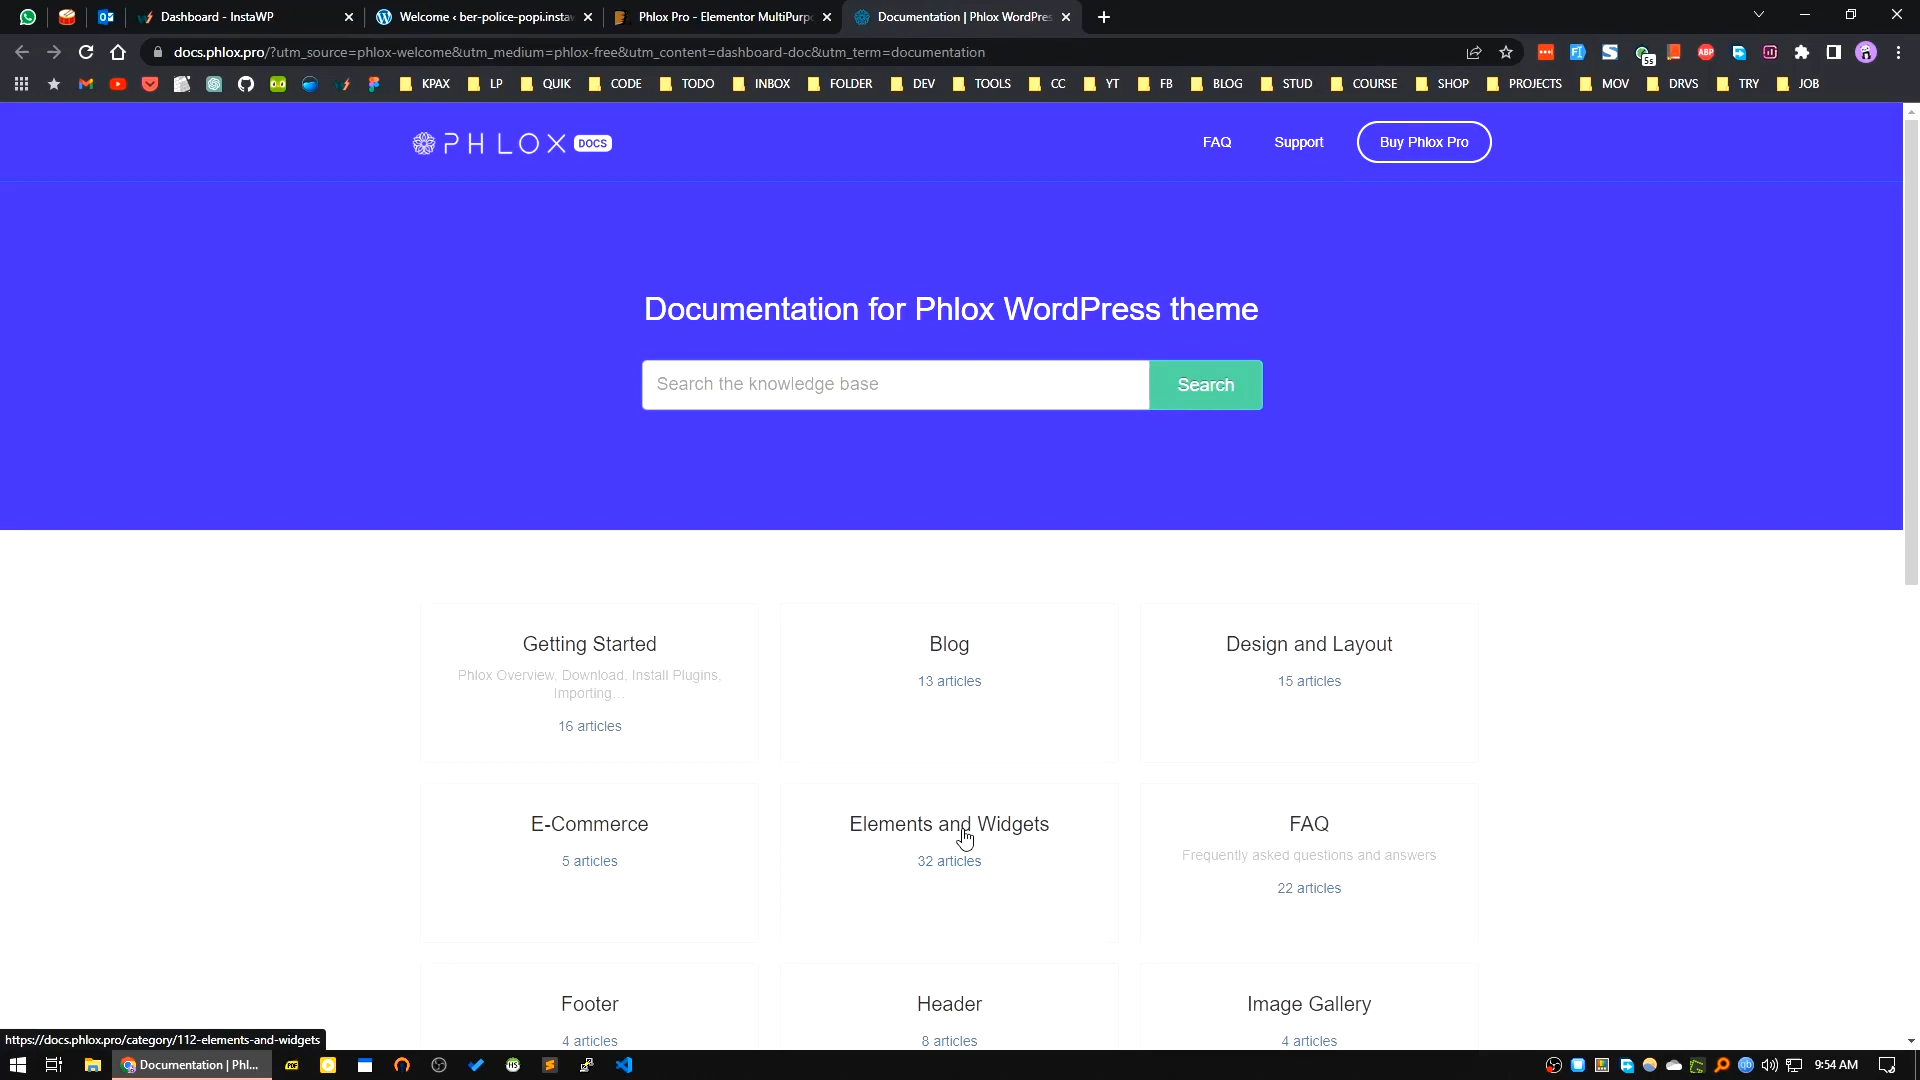 Dashboard - InstaWP
Welcome ‹ ber-police-popi.instaw
Phlox Pro - Elementor MultiPurpo
Documentation | Phlox WordPres
docs.phlox.pro/?utm_source=phlox-welcome&utm_medium=phlox-free&utm_content=dashboard-doc&utm_term=documentation
5s
ABP
KPAX LP QUIK CODE TODO INBOX FOLDER DEV TOOLS CC YT FB BLOG STUD COURSE SHOP PROJECTS MOV DRVS TRY JOB
PHLOX DOCS
FAQ Support Buy Phlox Pro
Documentation for Phlox WordPress theme
Search the knowledge base Search
Getting Started
Phlox Overview, Download, Install Plugins,
Importing…
16 articles
Blog
13 articles
Design and Layout
15 articles
E-Commerce
5 articles
Elements and Widgets
32 articles
FAQ
Frequently asked questions and answers
22 articles
Footer
4 articles
Header
8 articles
Image Gallery
4 articles
https://docs.phlox.pro/category/112-elements-and-widgets
Documentation | Phl...
9:54 AM